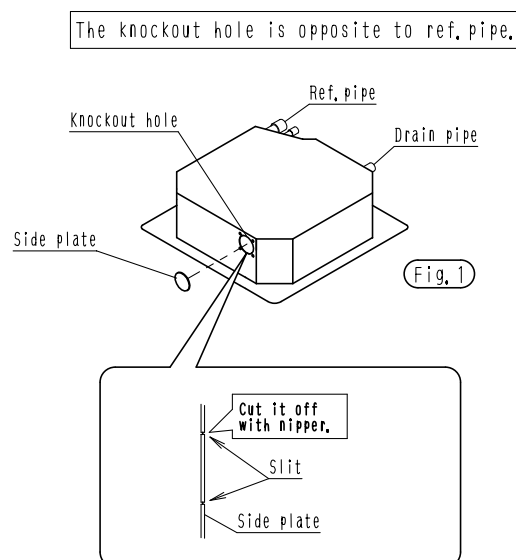 The knockout hole is opposite to ref. pipe.
Ref. pipe
Knockout hole
Drain pipe
Side plate
Fig. 1
Cut it off
with nipper.
Slit
Side plate